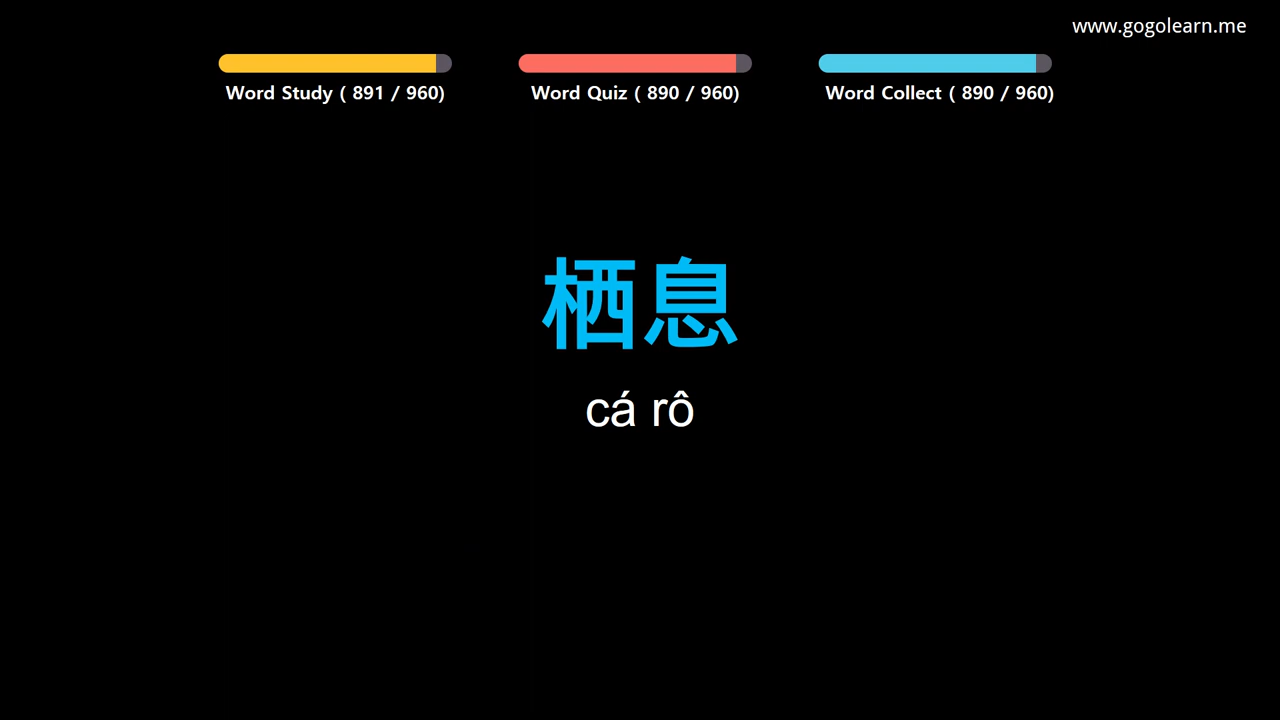 www.gogolearn.me
Word Study ( 891 / 960)
Word Quiz ( 890 / 960)
Word Collect ( 890 / 960)
栖息
cá rô